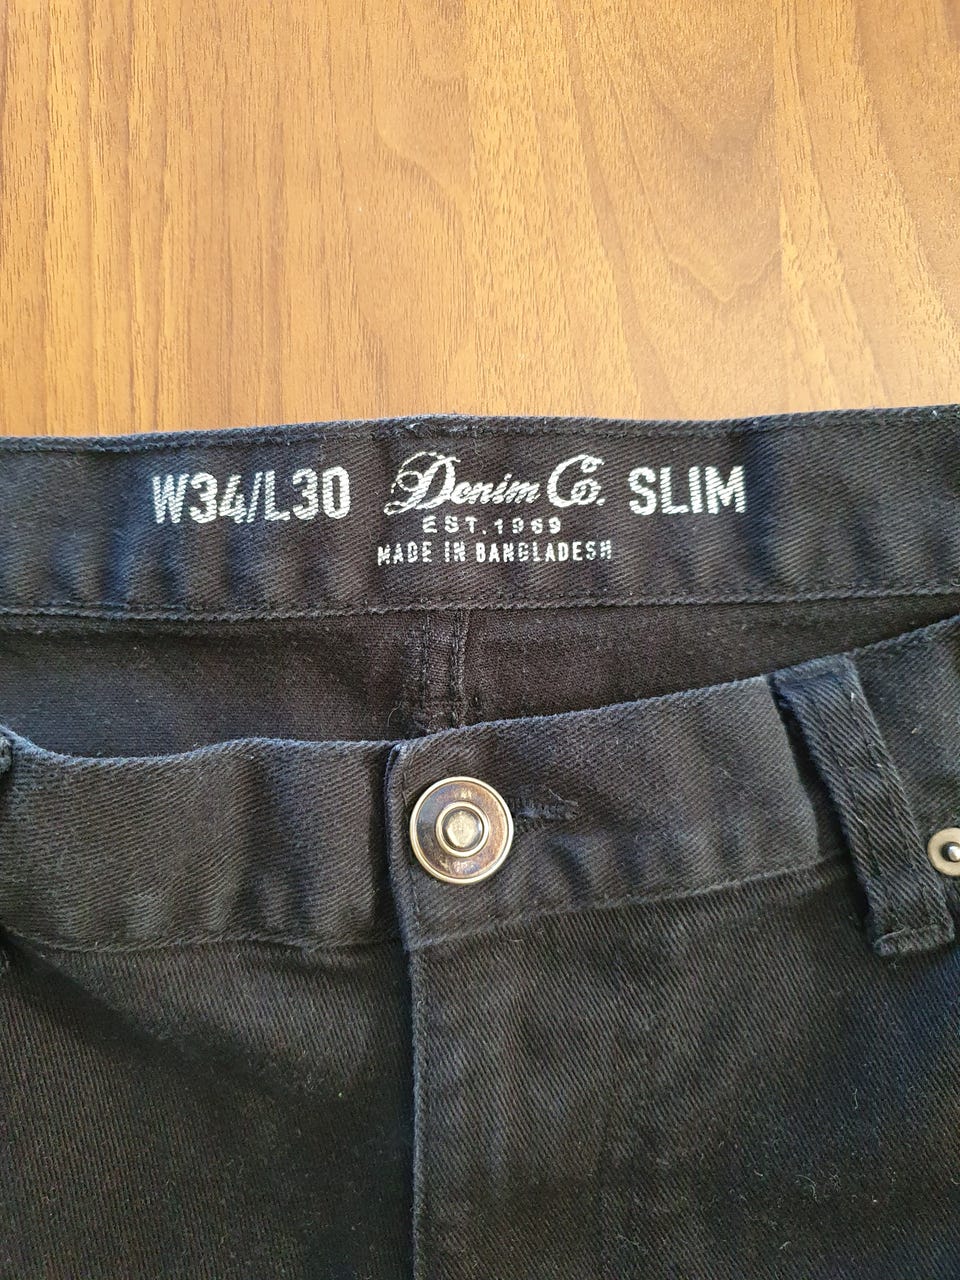 W34/L30 Denim Co. SLIM
EST.1969
MADE IN BANGLADESH